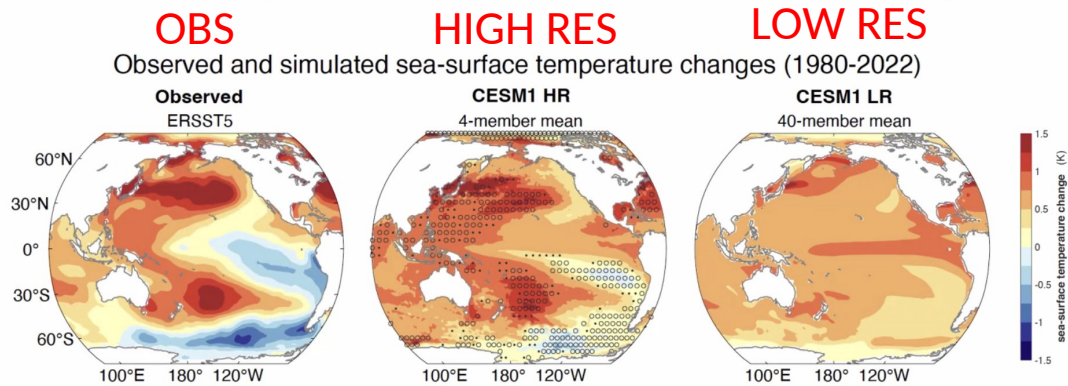 OBS
HIGH RES
LOW RES
Observed and simulated sea-surface temperature changes (1980-2022)
Observed
ERSST5
CESM1 HR
4-member mean
CESM1 LR
40-member mean
60°N
30°N
0°
30°S
60°S
100°E 180° 120°W
100°E 180° 120°W
100°E 180° 120°W
1.5
1
0.5
0
-0.5
-1
-1.5
sea-surface temperature change (K)